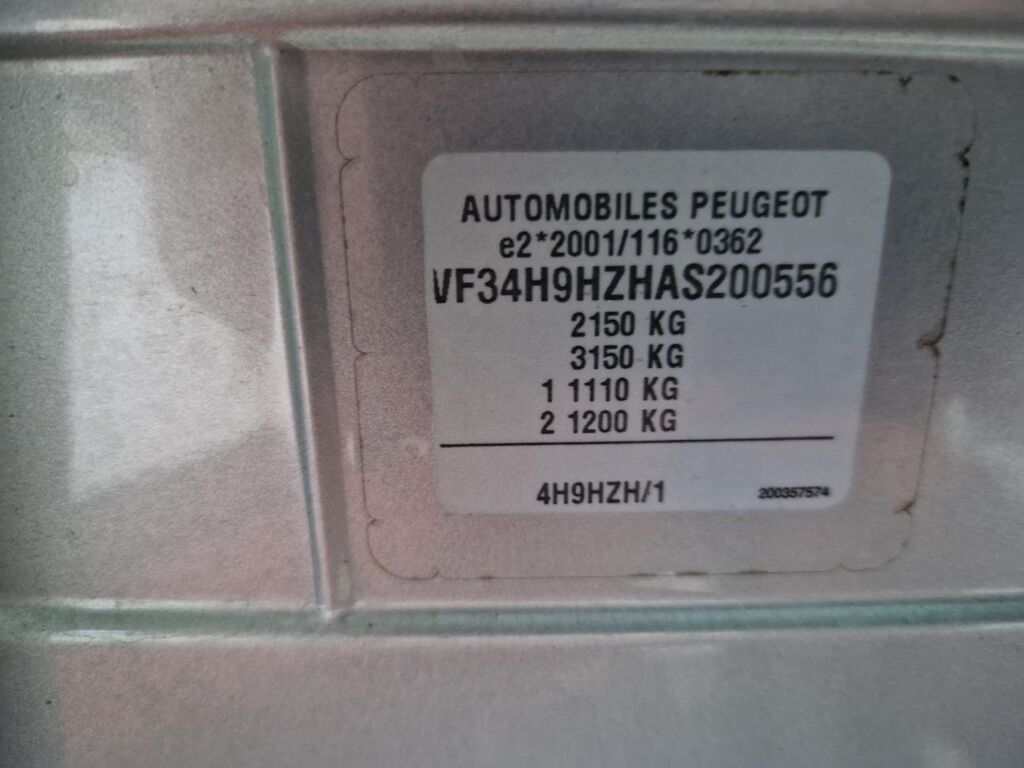 AUTOMOBILES PEUGEOT
e2*2001/116*0362
VF34H9HZHAS200556
2150 KG
3150 KG
1 1110 KG
2 1200 KG
4H9HZH/1
200357574